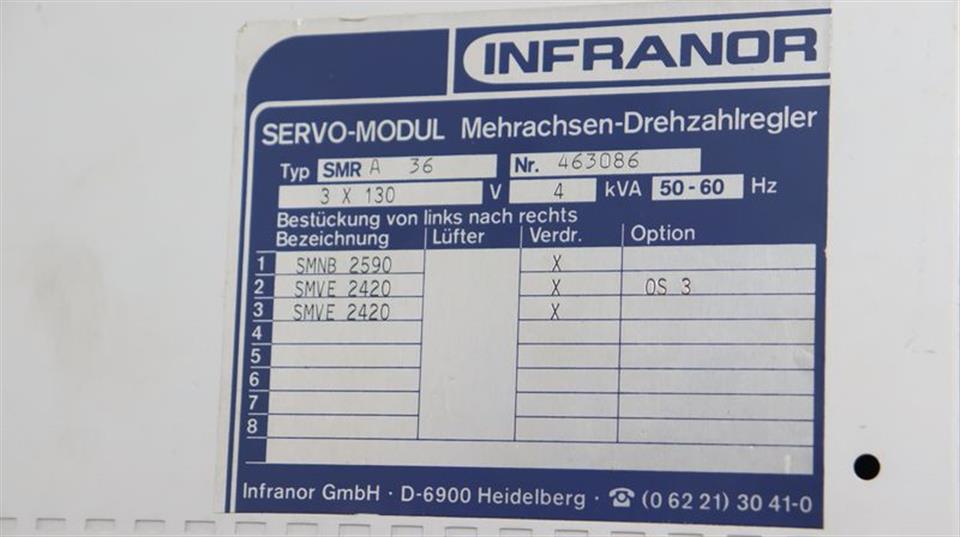 INFRANOR
SERVO-MODUL Mehrachsen-Drehzahlregler
Typ SMR A 36 Nr. 463086
3 X 130 V 4 kVA 50-60 Hz
Bestückung von links nach rechts
Bezeichnung Lüfter Verdr. Option
1 SMNB 2590 X
2 SMVE 2420 X OS 3
3 SMVE 2420 X
4
5
6
7
8
Infranor GmbH · D-6900 Heidelberg · ☎ (0 62 21) 30 41-0